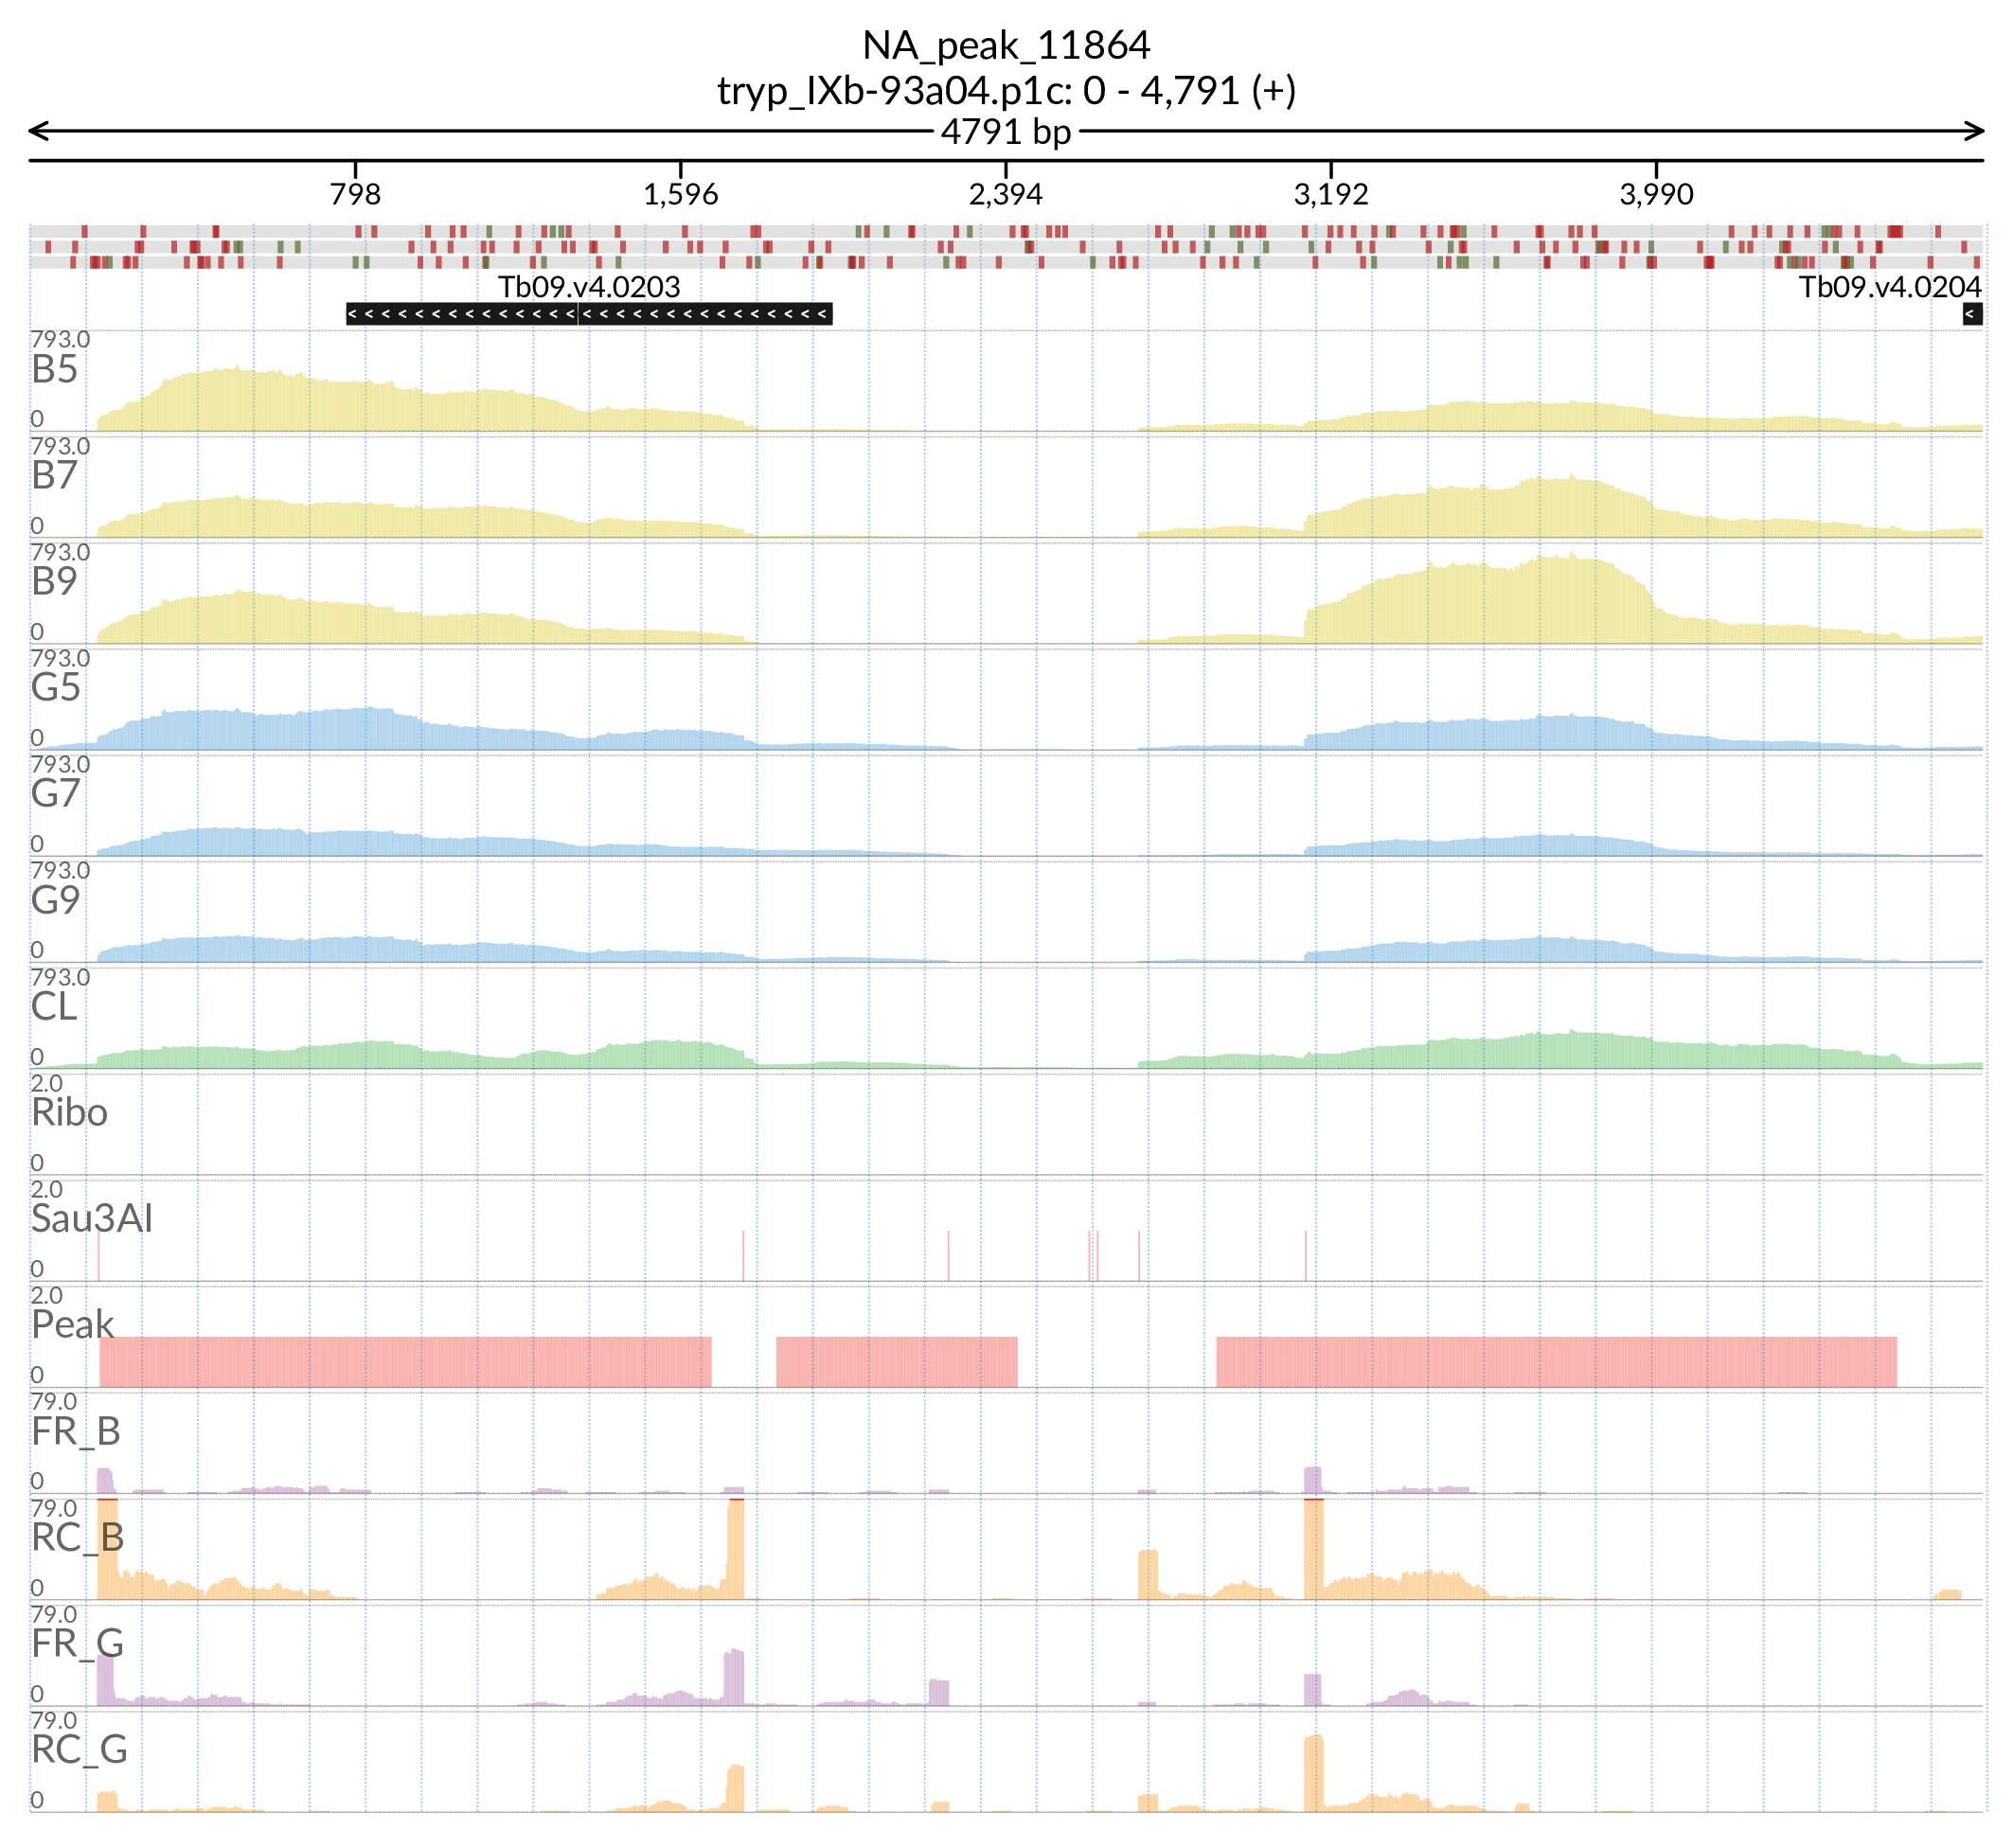 NA_peak_11864
tryp_IXb-93a04.p1c: 0 - 4,791 (+)
4791 bp
798 1,596 2,394 3,192 3,990
Tb09.v4.0203 Tb09.v4.0204
793.0
B5
0
793.0
B7
0
793.0
B9
0
793.0
G5
0
793.0
G7
0
793.0
G9
0
793.0
CL
0
2.0
Ribo
0
2.0
Sau3AI
0
2.0
Peak
0
79.0
FR_B
0
79.0
RC_B
0
79.0
FR_G
0
79.0
RC_G
0